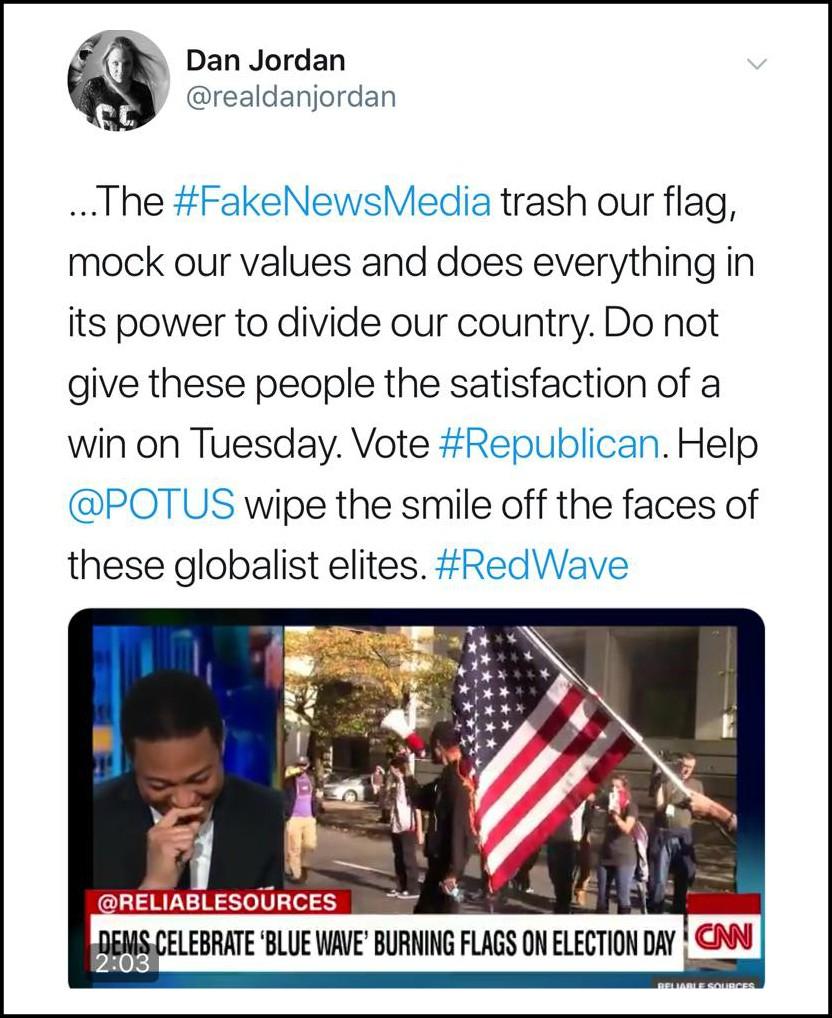 Dan Jordan
@realdanjordan
...The #FakeNewsMedia trash our flag,
mock our values and does everything in
its power to divide our country. Do not
give these people the satisfaction of a
win on Tuesday. Vote #Republican. Help
@POTUS wipe the smile off the faces of
these globalist elites. #RedWave
@RELIABLESOURCES
DEMS CELEBRATE 'BLUE WAVE' BURNING FLAGS ON ELECTION DAY
CNN
2:03
RELIABLE SOURCES